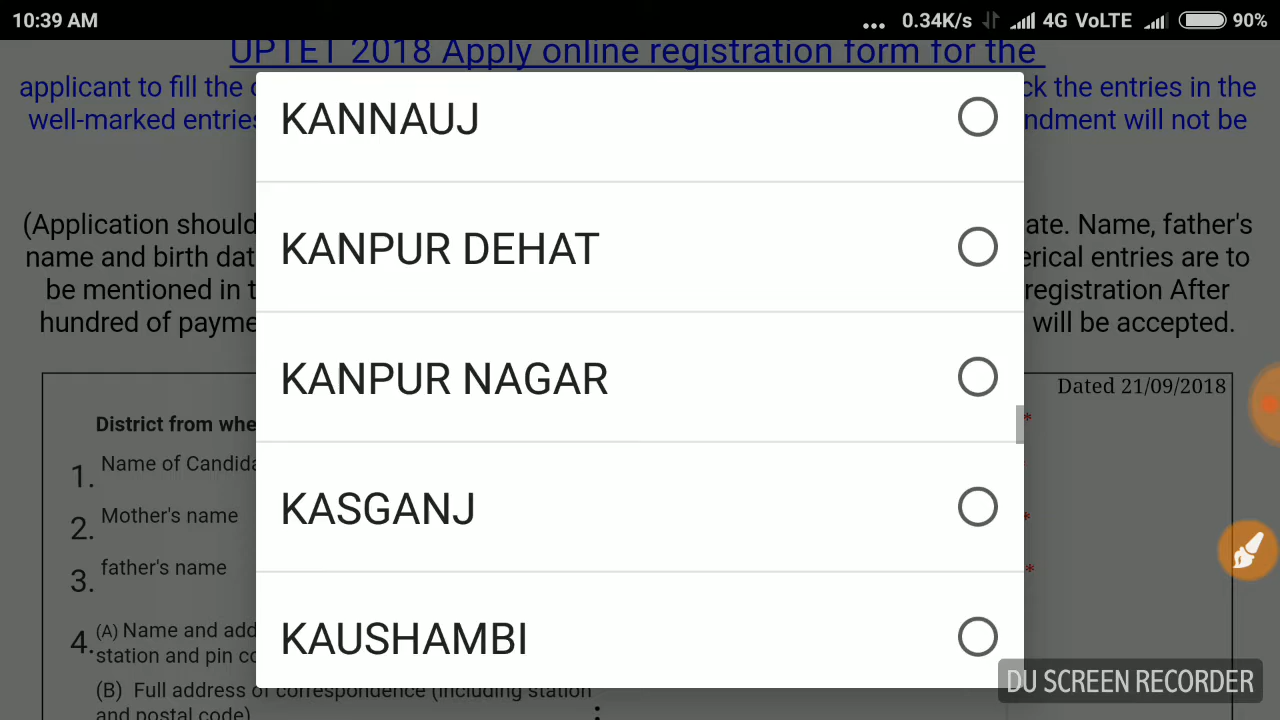 10:39 AM
... 0.34K/s 4G VoLTE 90%
UPTET 2018 Apply online registration form for the
applicant to fill the ck the entries in the
well-marked entries ndment will not be
KANNAUJ
(Application should ate. Name, father's
KANPUR DEHAT
name and birth dat erical entries are to
be mentioned in t registration After
hundred of payme will be accepted.
KANPUR NAGAR
Dated 21/09/2018
District from whe *
1. Name of Candida
KASGANJ
2. Mother's name *
3. father's name *
4. (A) Name and add
station and pin co
KAUSHAMBI
(B) Full address of correspondence (including station
and postal code) :
DU SCREEN RECORDER